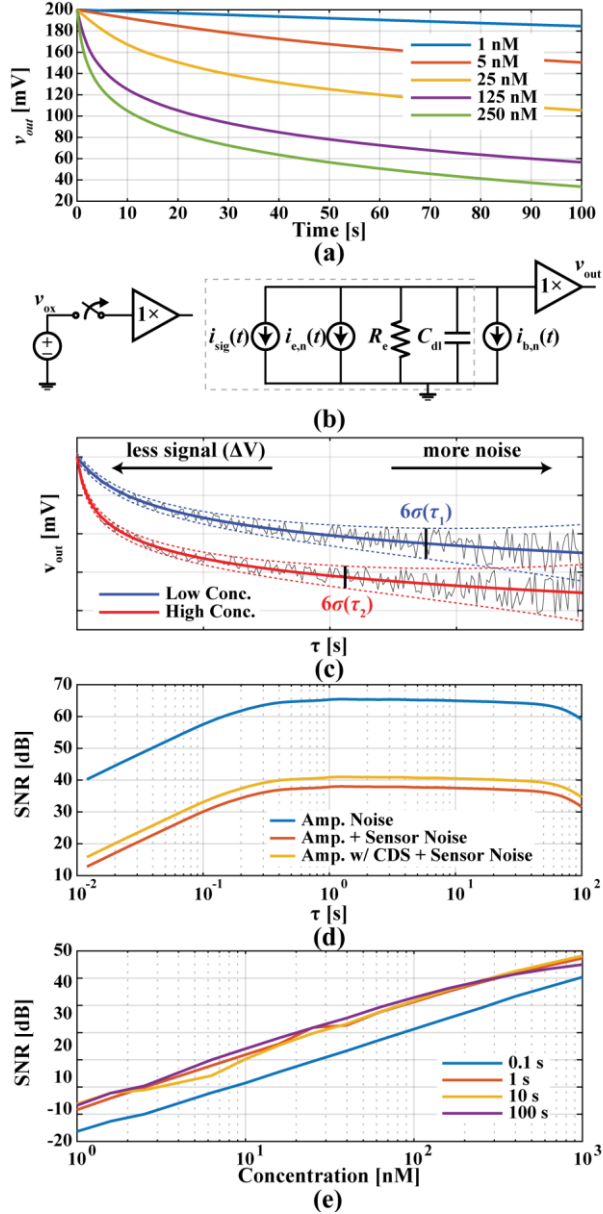 200
180
160
140
120
100
80
60
40
20
v_out [mV]
1 nM
5 nM
25 nM
125 nM
250 nM
0 10 20 30 40 50 60 70 80 90 100
Time [s]
(a)
v_ox
1×
i_sig(t)
i_e,n(t)
R_e
C_dl
i_b,n(t)
1×
v_out
(b)
less signal (ΔV)
more noise
v_out [mV]
6σ(τ_1)
6σ(τ_2)
Low Conc.
High Conc.
τ [s]
(c)
70
60
50
40
30
20
10
SNR [dB]
Amp. Noise
Amp. + Sensor Noise
Amp. w/ CDS + Sensor Noise
10^-2 10^-1 10^0 10^1 10^2
τ [s]
(d)
50
40
30
20
10
0
-10
-20
SNR [dB]
0.1 s
1 s
10 s
100 s
10^0 10^1 10^2 10^3
Concentration [nM]
(e)